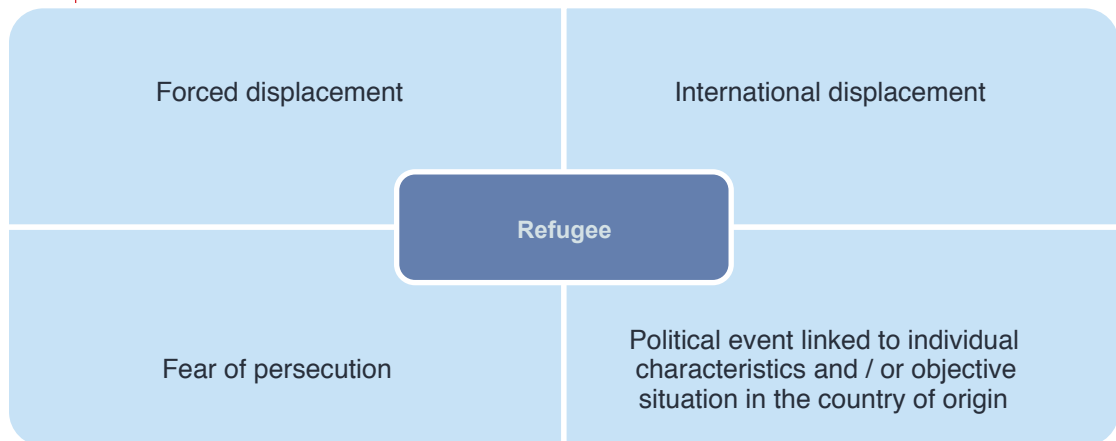 Forced displacement
International displacement
Refugee
Fear of persecution
Political event linked to individual
characteristics and / or objective
situation in the country of origin